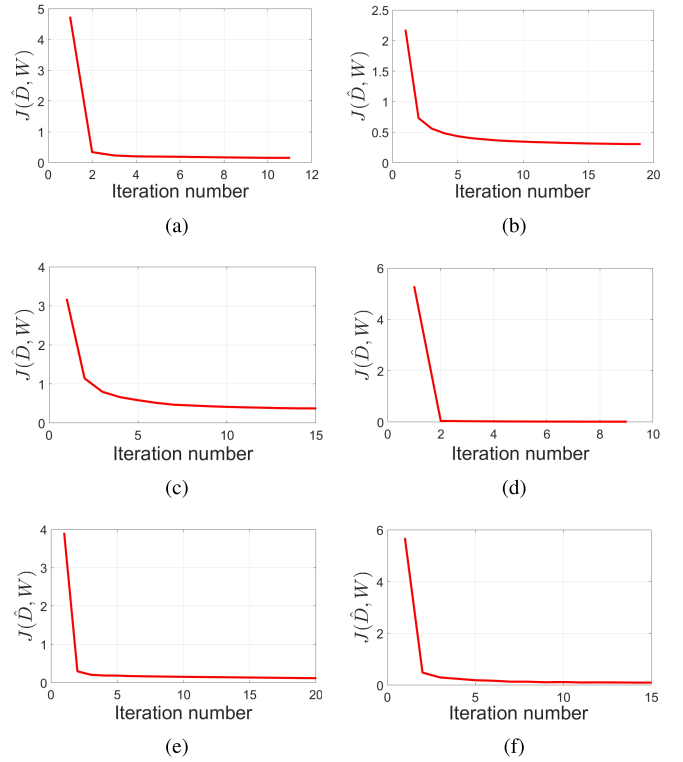 5
4
3
2
1
0
0 2 4 6 8 10 12
J(D̂, W)
Iteration number
(a)
2.5
2
1.5
1
0.5
0
0 5 10 15 20
J(D̂, W)
Iteration number
(b)
4
3
2
1
0
0 5 10 15
J(D̂, W)
Iteration number
(c)
6
4
2
0
0 2 4 6 8 10
J(D̂, W)
Iteration number
(d)
4
3
2
1
0
0 5 10 15 20
J(D̂, W)
Iteration number
(e)
6
4
2
0
0 5 10 15
J(D̂, W)
Iteration number
(f)